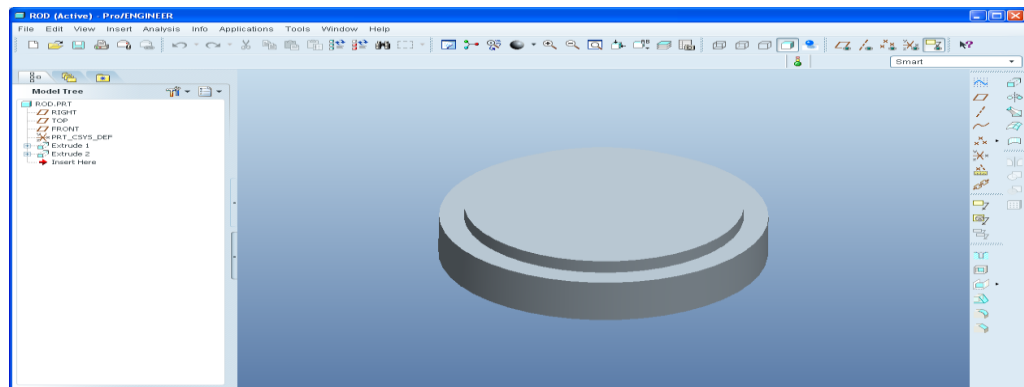 ROD (Active) - Pro/ENGINEER
File Edit View Insert Analysis Info Applications Tools Window Help
Smart
Model Tree
ROD.PRT
RIGHT
TOP
FRONT
PRT_CSYS_DEF
Extrude 1
Extrude 2
Insert Here